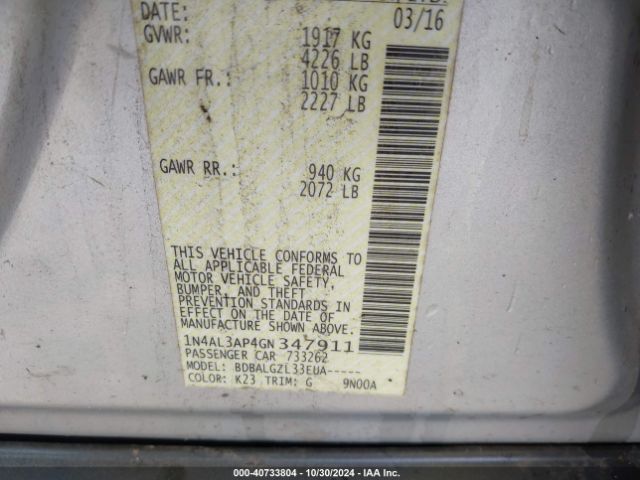 DATE: 03/16
GVWR: 1917 KG
4226 LB
GAWR FR.: 1010 KG
2227 LB
GAWR RR.: 940 KG
2072 LB
THIS VEHICLE CONFORMS TO
ALL APPLICABLE FEDERAL
MOTOR VEHICLE SAFETY,
BUMPER, AND THEFT
PREVENTION STANDARDS IN
EFFECT ON THE DATE OF
MANUFACTURE SHOWN ABOVE.
1N4AL3AP4GN347911
PASSENGER CAR 733262
MODEL: BDBALGZL33EUA-----
COLOR: K23 TRIM: G 9N00A
000-40733804 | 10/30/2024 | IAA Inc.